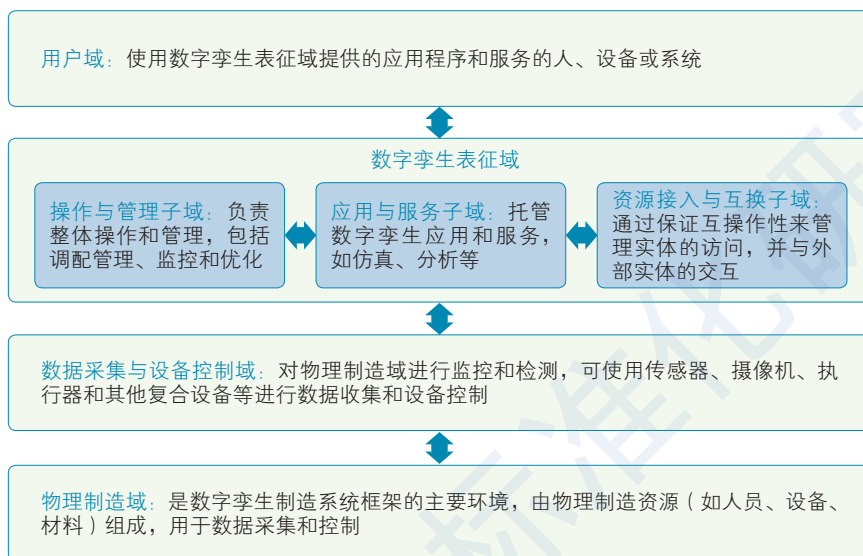 用户域：使用数字孪生表征域提供的应用程序和服务的人、设备或系统
数字孪生表征域
操作与管理子域：负责
整体操作和管理，包括
调配管理、监控和优化
应用与服务子域：托管
数字孪生应用和服务，
如仿真、分析等
资源接入与互换子域：
通过保证互操作性来管
理实体的访问，并与外
部实体的交互
数据采集与设备控制域：对物理制造域进行监控和检测，可使用传感器、摄像机、执
行器和其他复合设备等进行数据收集和设备控制
物理制造域：是数字孪生制造系统框架的主要环境，由物理制造资源（如人员、设备、
材料）组成，用于数据采集和控制
标准化研